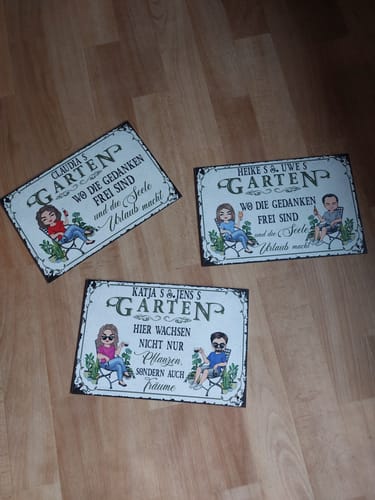 CLAUDIA S
GARTEN
WO DIE GEDANKEN
FREI SIND
und die Seele
Urlaub macht
HEIKE S & UWE S
GARTEN
WO DIE GEDANKEN
FREI SIND
und die Seele
Urlaub macht
KATJA S & JENS S
GARTEN
HIER WACHSEN
NICHT NUR
Pflanzen,
SONDERN AUCH
Träume